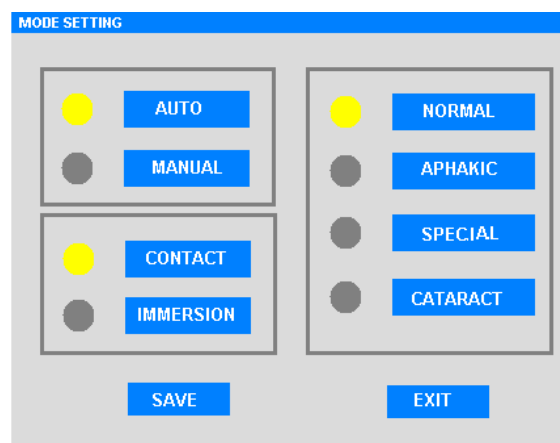 MODE SETTING
AUTO
MANUAL
CONTACT
IMMERSION
NORMAL
APHAKIC
SPECIAL
CATARACT
SAVE
EXIT